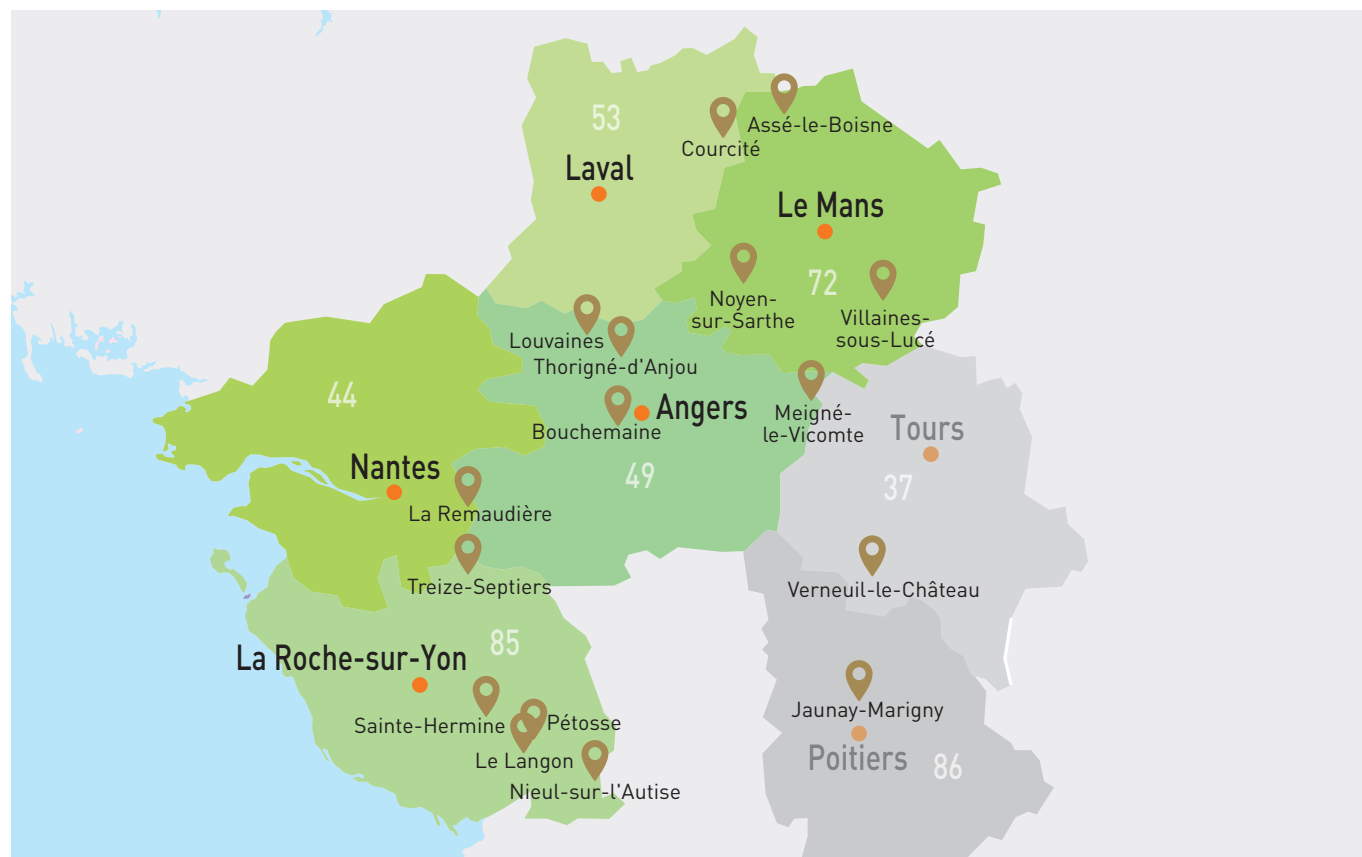 53
Assé-le-Boisne
Courcité
Laval
Le Mans
72
Noyen-
sur-Sarthe
Villaines-
sous-Lucé
Louvaines
Thorigné-d'Anjou
44
Bouchemaine
Angers
Meigné-
le-Vicomte
Tours
Nantes
49
37
La Remaudière
Treize-Septiers
Verneuil-le-Château
85
La Roche-sur-Yon
Sainte-Hermine
Pétosse
Le Langon
Nieul-sur-l'Autise
Jaunay-Marigny
Poitiers
86